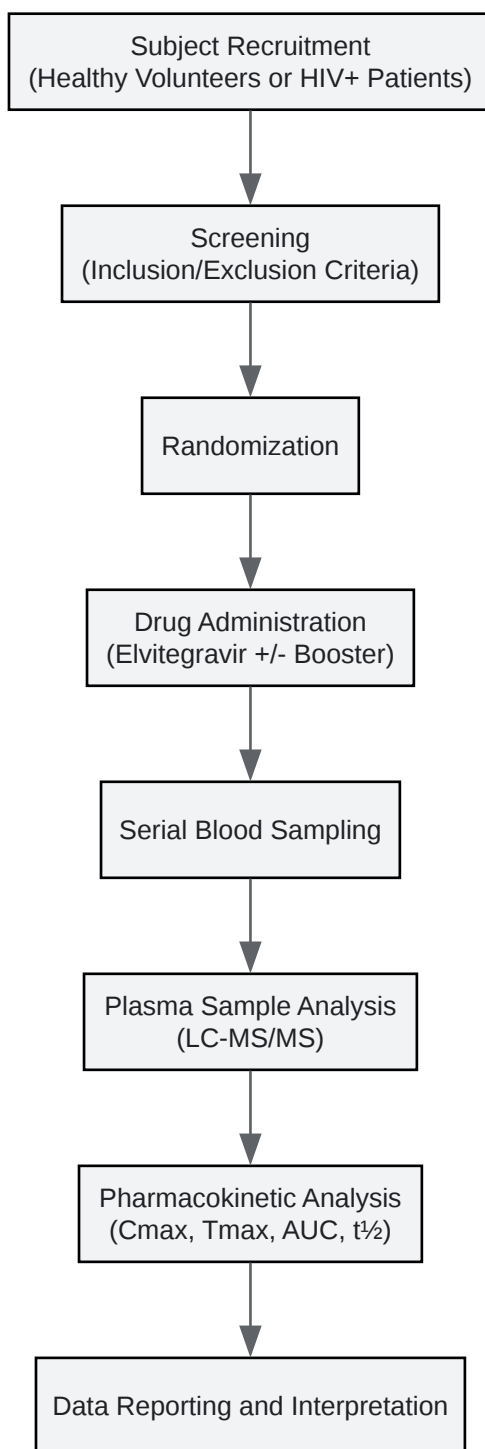 Subject Recruitment
(Healthy Volunteers or HIV+ Patients)
Screening
(Inclusion/Exclusion Criteria)
Randomization
Drug Administration
(Elvitegravir +/- Booster)
Serial Blood Sampling
Plasma Sample Analysis
(LC-MS/MS)
Pharmacokinetic Analysis
(Cmax, Tmax, AUC, t½)
Data Reporting and Interpretation